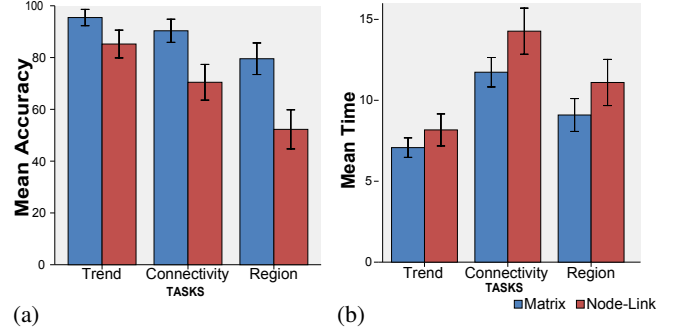 100
80
60
40
20
0
Mean Accuracy
Trend Connectivity Region
TASKS
(a)
15
10
5
0
Mean Time
Trend Connectivity Region
TASKS
(b)
Matrix Node-Link